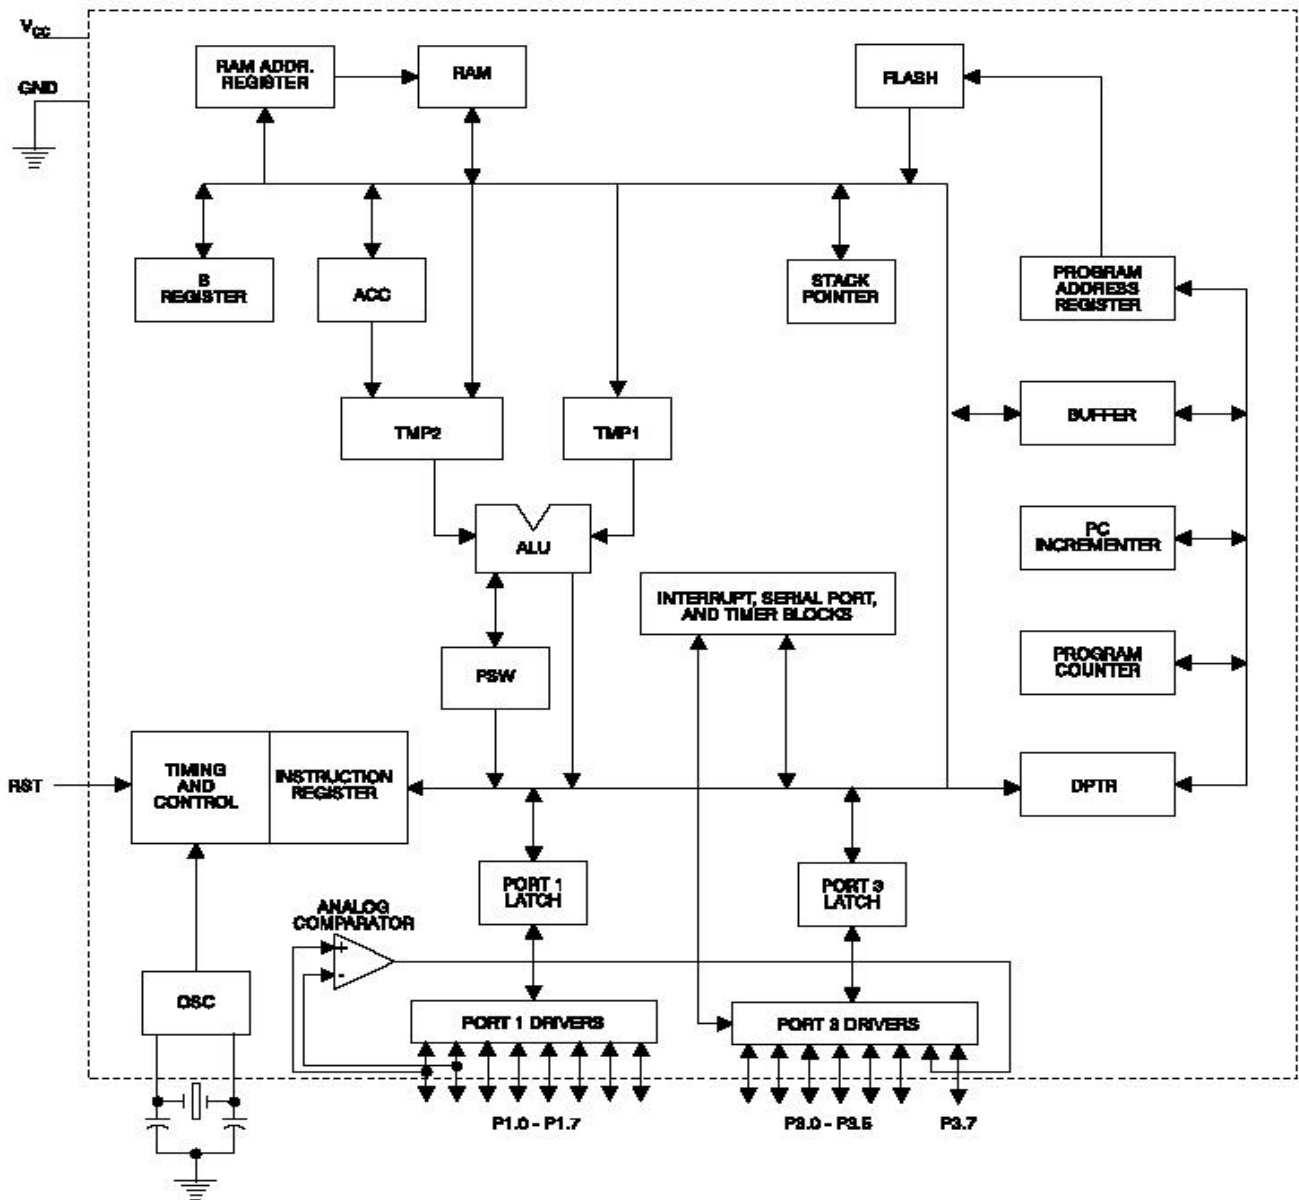 VCC
GND
RAM ADDR.
REGISTER
RAM
FLASH
B
REGISTER
ACC
STACK
POINTER
PROGRAM
ADDRESS
REGISTER
TMP2
TMP1
BUFFER
ALU
PC
INCREMENTER
INTERRUPT, SERIAL PORT,
AND TIMER BLOCKS
PSW
PROGRAM
COUNTER
RST
TIMING
AND
CONTROL
INSTRUCTION
REGISTER
DPTR
PORT 1
LATCH
PORT 3
LATCH
ANALOG
COMPARATOR
+
-
OSC
PORT 1 DRIVERS
PORT 3 DRIVERS
P1.0 - P1.7
P3.0 - P3.5
P3.7